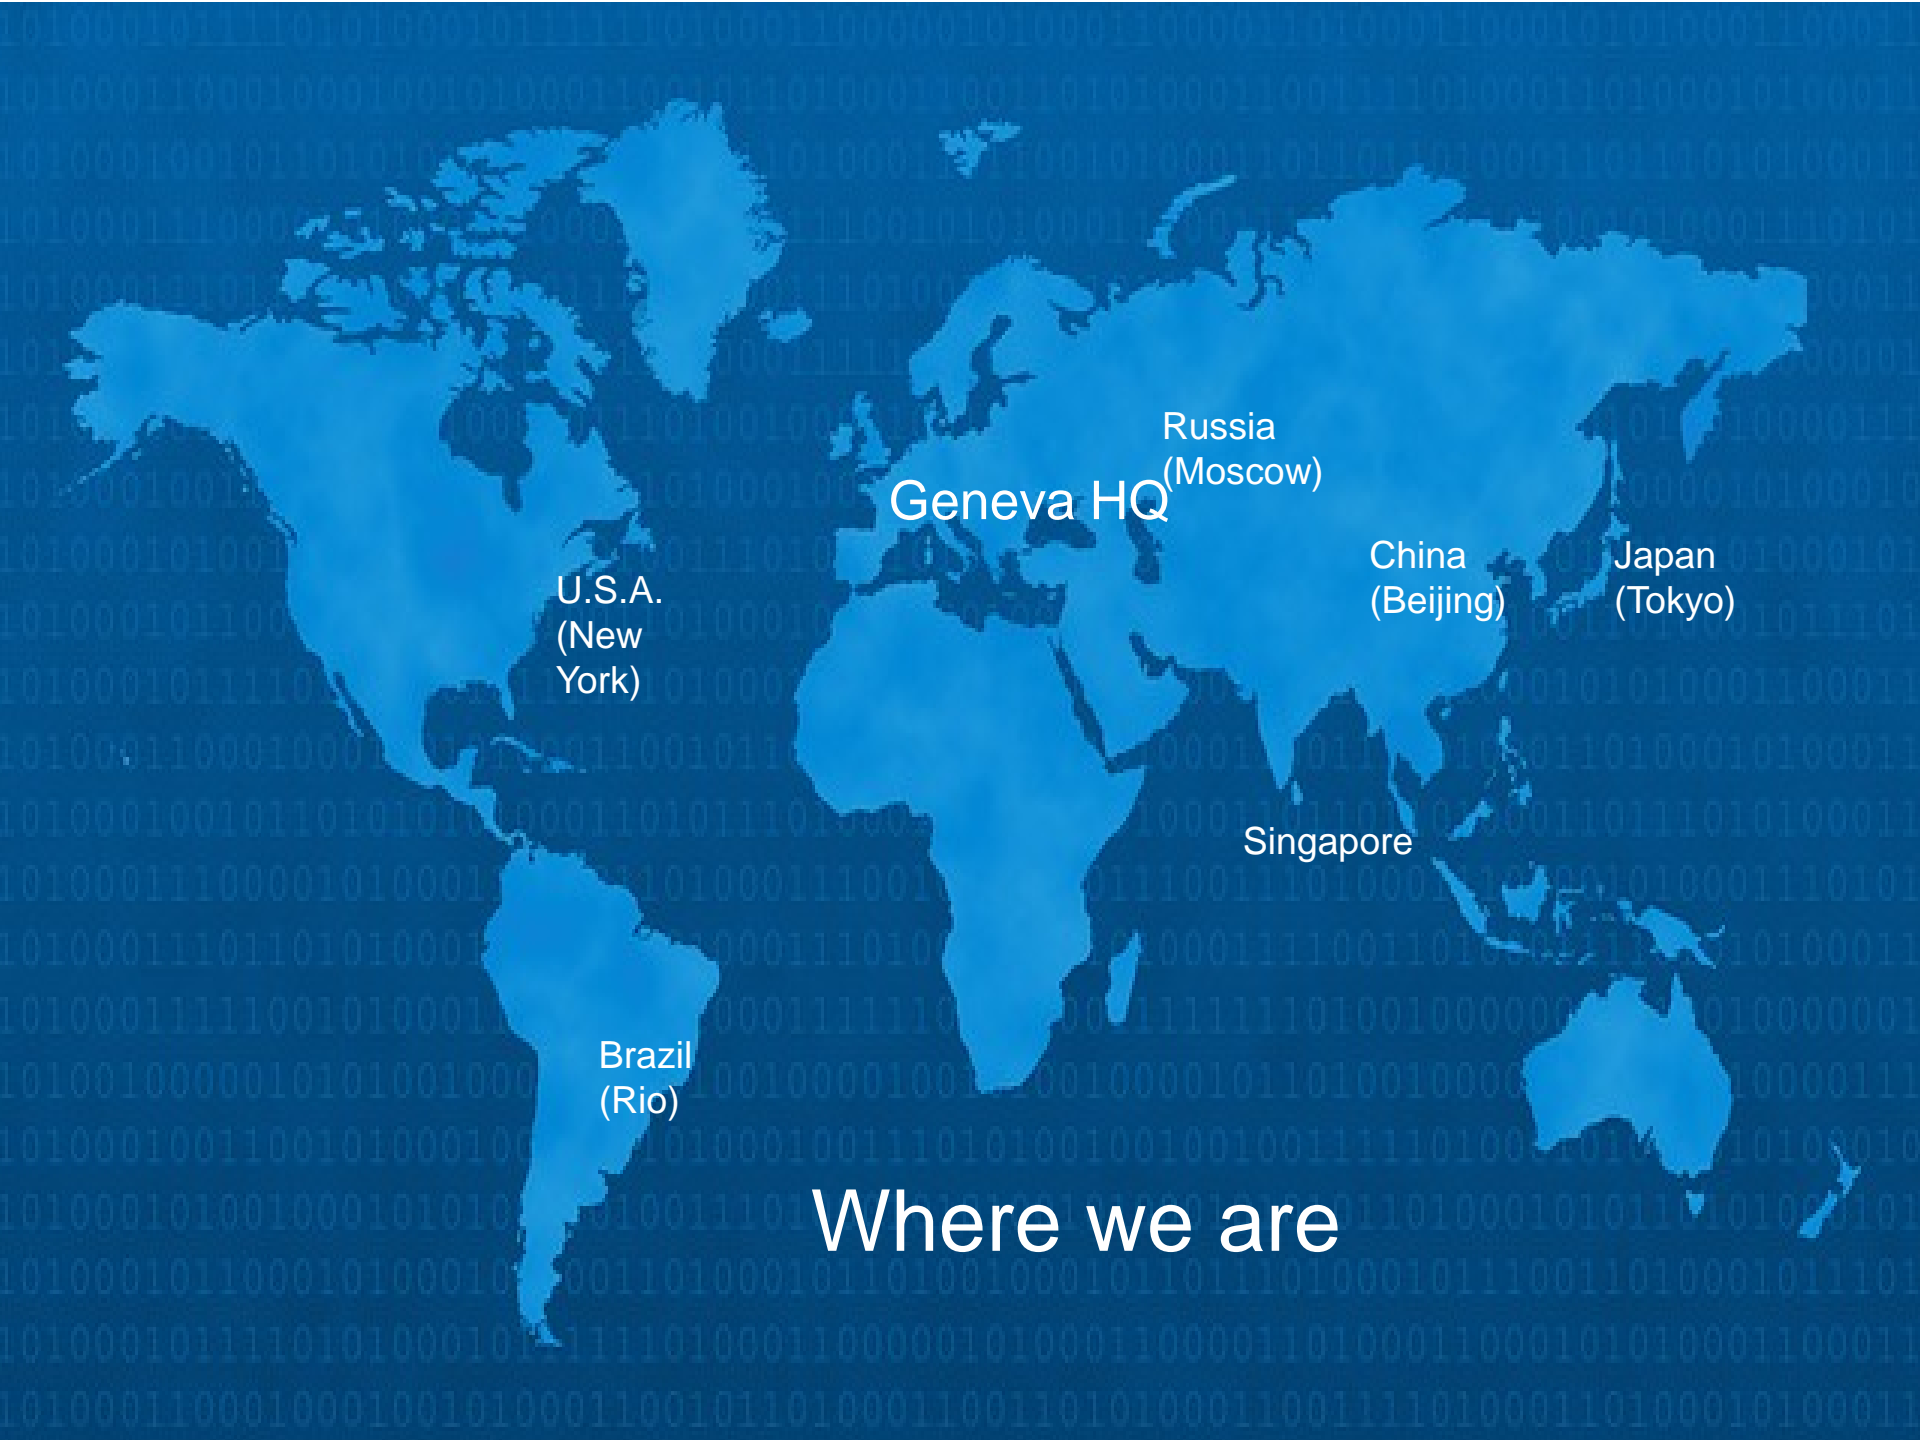 Russia
(Moscow)
Geneva HQ
China
(Beijing)
Japan
(Tokyo)
U.S.A.
(New
York)
Singapore
Brazil
(Rio)
Where we are